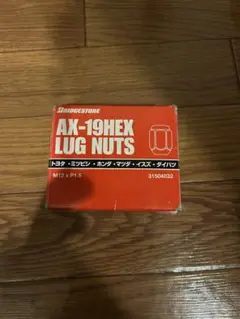 BRIDGESTONE
AX-19HEX
LUG NUTS
トヨタ・ミツビシ・ホンダ・マツダ・イスズ・ダイハツ
M12 x P1.5 31504032